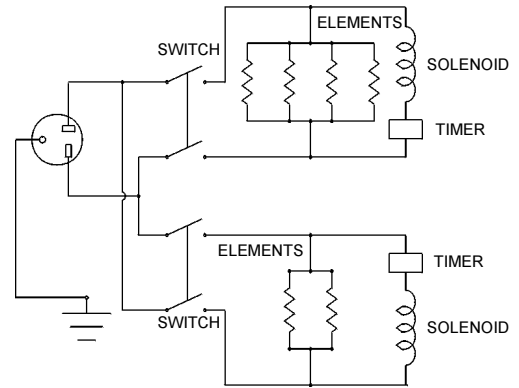 ELEMENTS
SWITCH
SOLENOID
TIMER
ELEMENTS
TIMER
SWITCH
SOLENOID